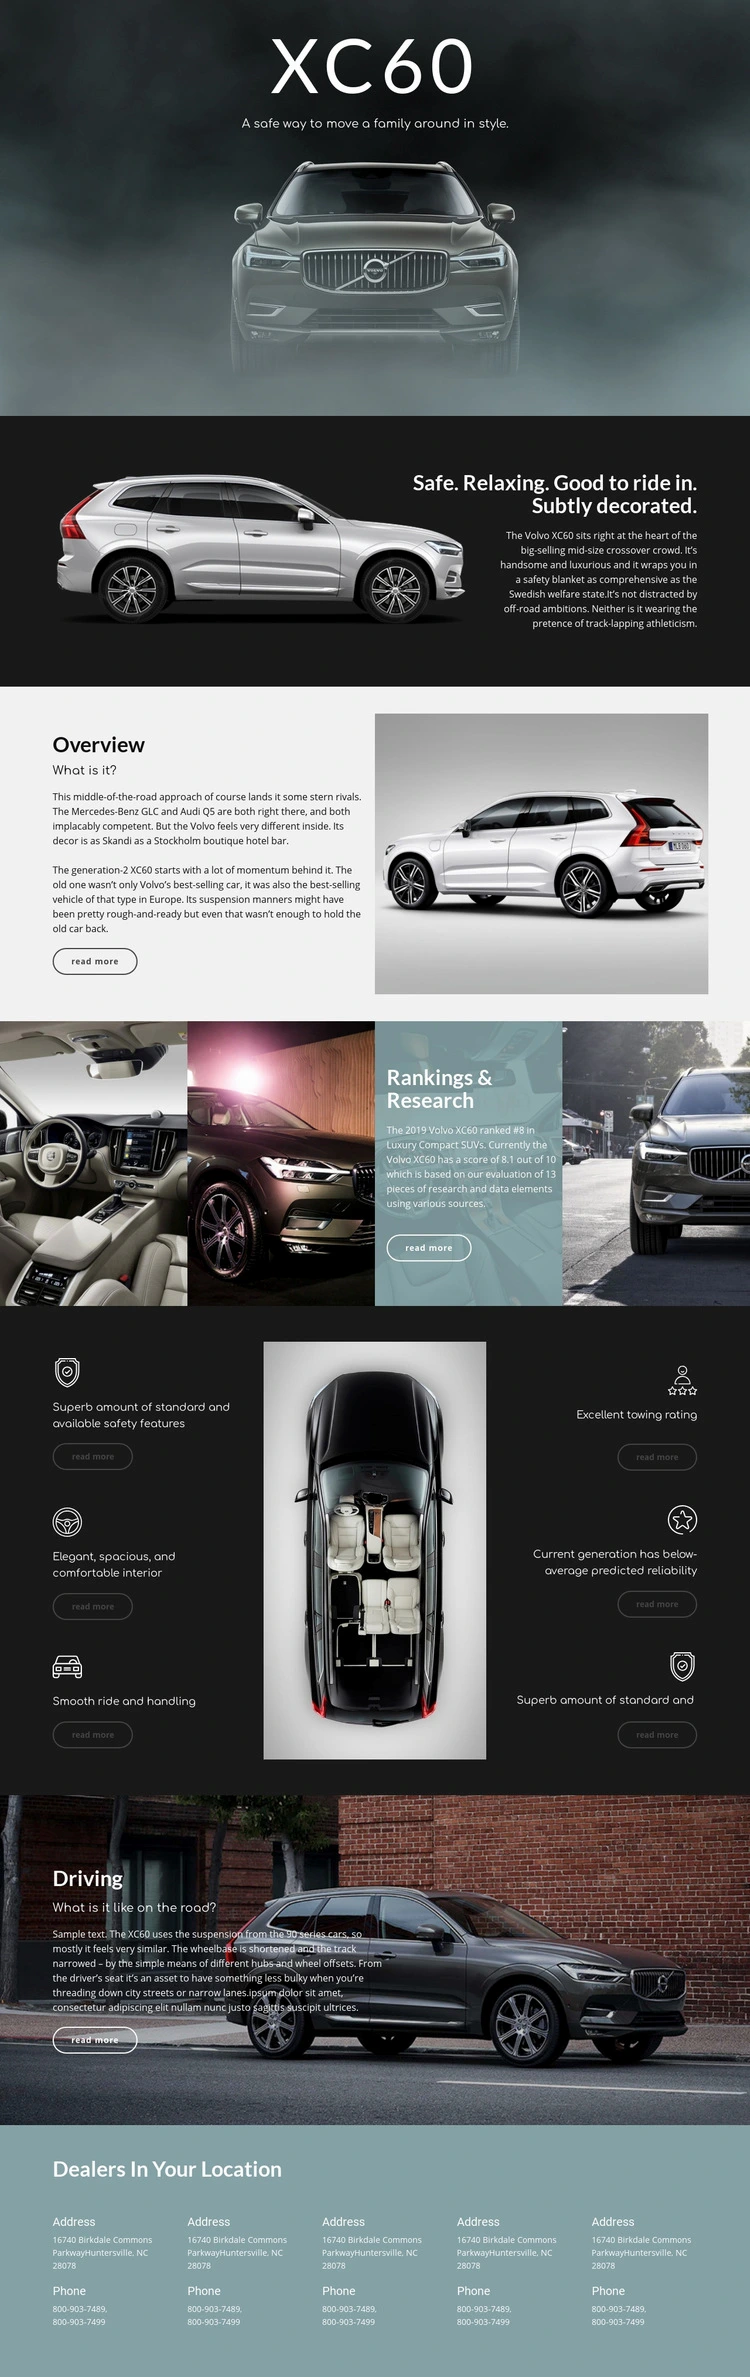 XC60
A safe way to move a family around in style.
VOLVO
Safe. Relaxing. Good to ride in.
Subtly decorated.
The Volvo XC60 sits right at the heart of the
big-selling mid-size crossover crowd. It's
handsome and luxurious and it wraps you in
a safety blanket as comprehensive as the
Swedish welfare state.It's not distracted by
off-road ambitions. Neither is it wearing the
pretence of track-lapping athleticism.
Overview
What is it?
This middle-of-the-road approach of course lands it some stern rivals.
The Mercedes-Benz GLC and Audi Q5 are both right there, and both
implacably competent. But the Volvo feels very different inside. Its
decor is as Skandi as a Stockholm boutique hotel bar.
The generation-2 XC60 starts with a lot of momentum behind it. The
old one wasn't only Volvo's best-selling car, it was also the best-selling
vehicle of that type in Europe. Its suspension manners might have
been pretty rough-and-ready but even that wasn't enough to hold the
old car back.
read more
Rankings &
Research
The 2019 Volvo XC60 ranked #8 in
Luxury Compact SUVs. Currently the
Volvo XC60 has a score of 8.1 out of 10
which is based on our evaluation of 13
pieces of research and data elements
using various sources.
read more
Superb amount of standard and
available safety features
read more
Elegant, spacious, and
comfortable interior
read more
Smooth ride and handling
read more
Excellent towing rating
read more
Current generation has below-
average predicted reliability
read more
Superb amount of standard and
read more
Driving
What is it like on the road?
Sample text. The XC60 uses the suspension from the 90 series cars, so
mostly it feels very similar. The wheelbase is shortened and the track
narrowed – by the simple means of different hubs and wheel offsets. From
the driver's seat it's an asset to have something less bulky when you're
threading down city streets or narrow lanes.ipsum dolor sit amet,
consectetur adipiscing elit nullam nunc justo sagittis suscipit ultrices.
read more
Dealers In Your Location
Address
16740 Birkdale Commons
ParkwayHuntersville. NC
28078
Phone
800-903-7489,
800-903-7499
Address
16740 Birkdale Commons
ParkwayHuntersville. NC
28078
Phone
800-903-7489,
800-903-7499
Address
16740 Birkdale Commons
ParkwayHuntersville. NC
28078
Phone
800-903-7489,
800-903-7499
Address
16740 Birkdale Commons
ParkwayHuntersville. NC
28078
Phone
800-903-7489,
800-903-7499
Address
16740 Birkdale Commons
ParkwayHuntersville. NC
28078
Phone
800-903-7489,
800-903-7499